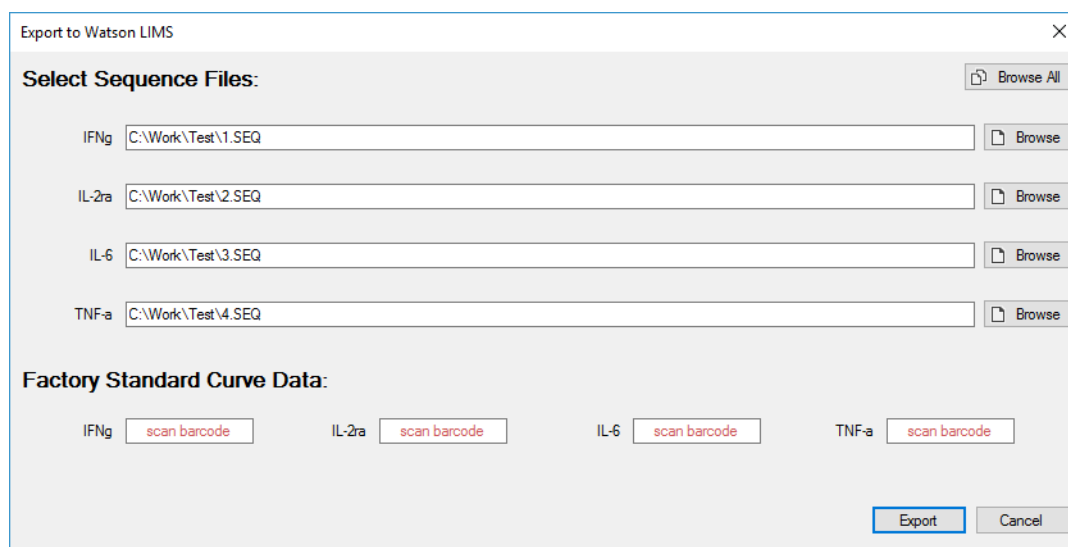 Export to Watson LIMS
Select Sequence Files:
Browse All
IFNg C:\Work\Test\1.SEQ Browse
IL-2ra C:\Work\Test\2.SEQ Browse
IL-6 C:\Work\Test\3.SEQ Browse
TNF-a C:\Work\Test\4.SEQ Browse
Factory Standard Curve Data:
IFNg scan barcode IL-2ra scan barcode IL-6 scan barcode TNF-a scan barcode
Export Cancel